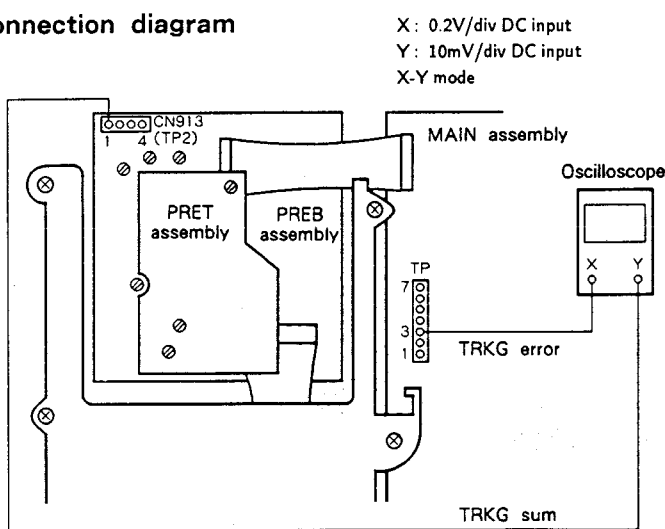 onnection diagram
X : 0.2V/div DC input
Y : 10mV/div DC input
X-Y mode
CN913
1 4 (TP2)
MAIN assembly
Oscilloscope
PRET
assembly
PREB
assembly
X Y
TP
7
3
1
TRKG error
TRKG sum